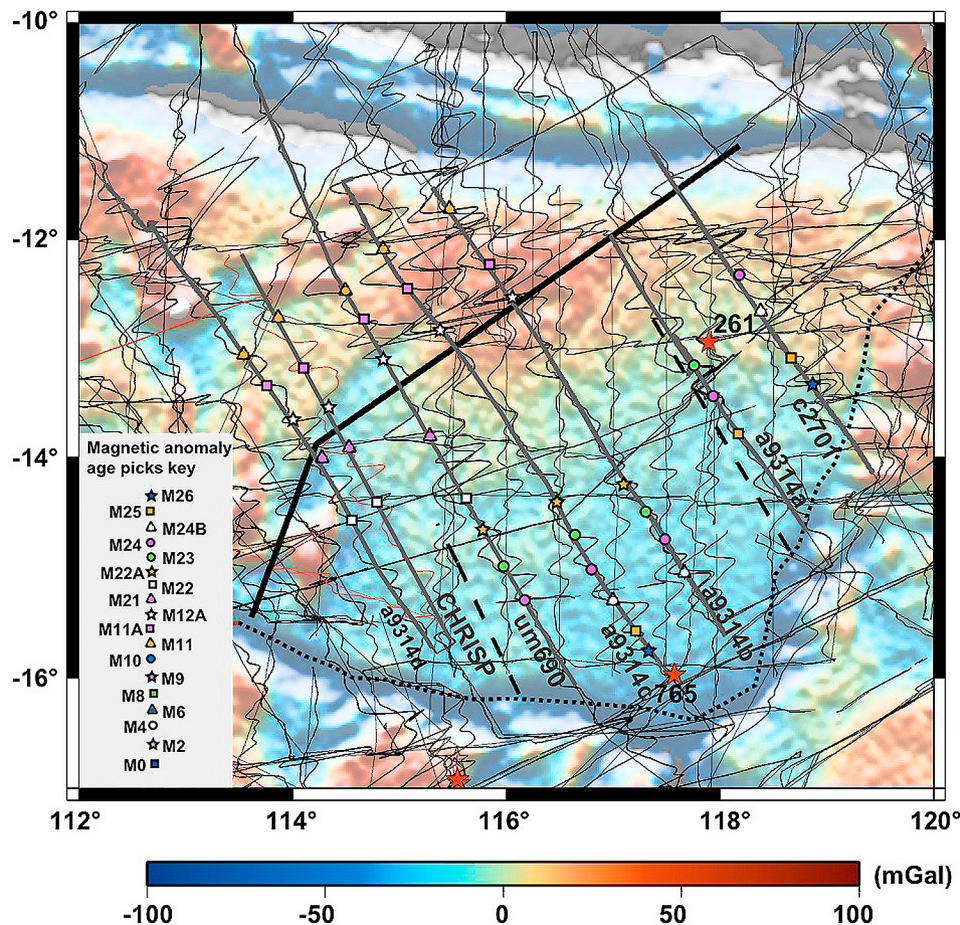 -10°
-12°
261
c2701
-14°
a9314a
Magnetic anomaly
age picks key
M26
M25
M24B
M24
M23
M22A
M22
M21
M12A
M11A
M11
M10
M9
M8
M6
M4
M2
M0
a9314d
CHRISP
um690
a9314c
a9314b
765
-16°
112°
114°
116°
118°
120°
(mGal)
-100
-50
0
50
100